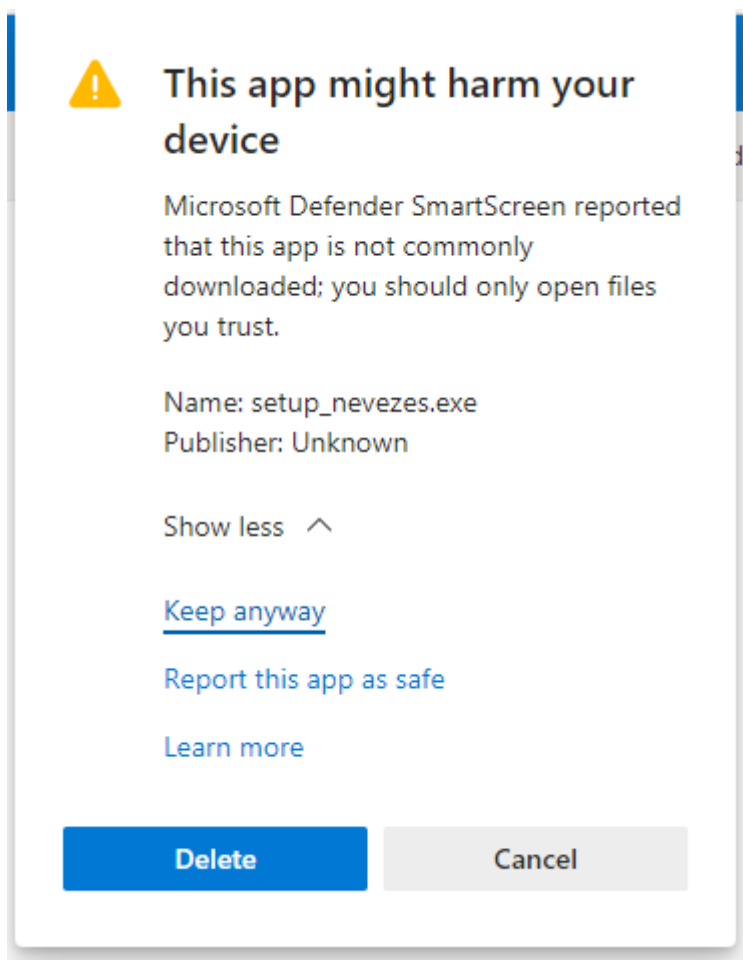 This app might harm your
device
Microsoft Defender SmartScreen reported
that this app is not commonly
downloaded; you should only open files
you trust.
Name: setup_nevezes.exe
Publisher: Unknown
Show less
Keep anyway
Report this app as safe
Learn more
Delete
Cancel